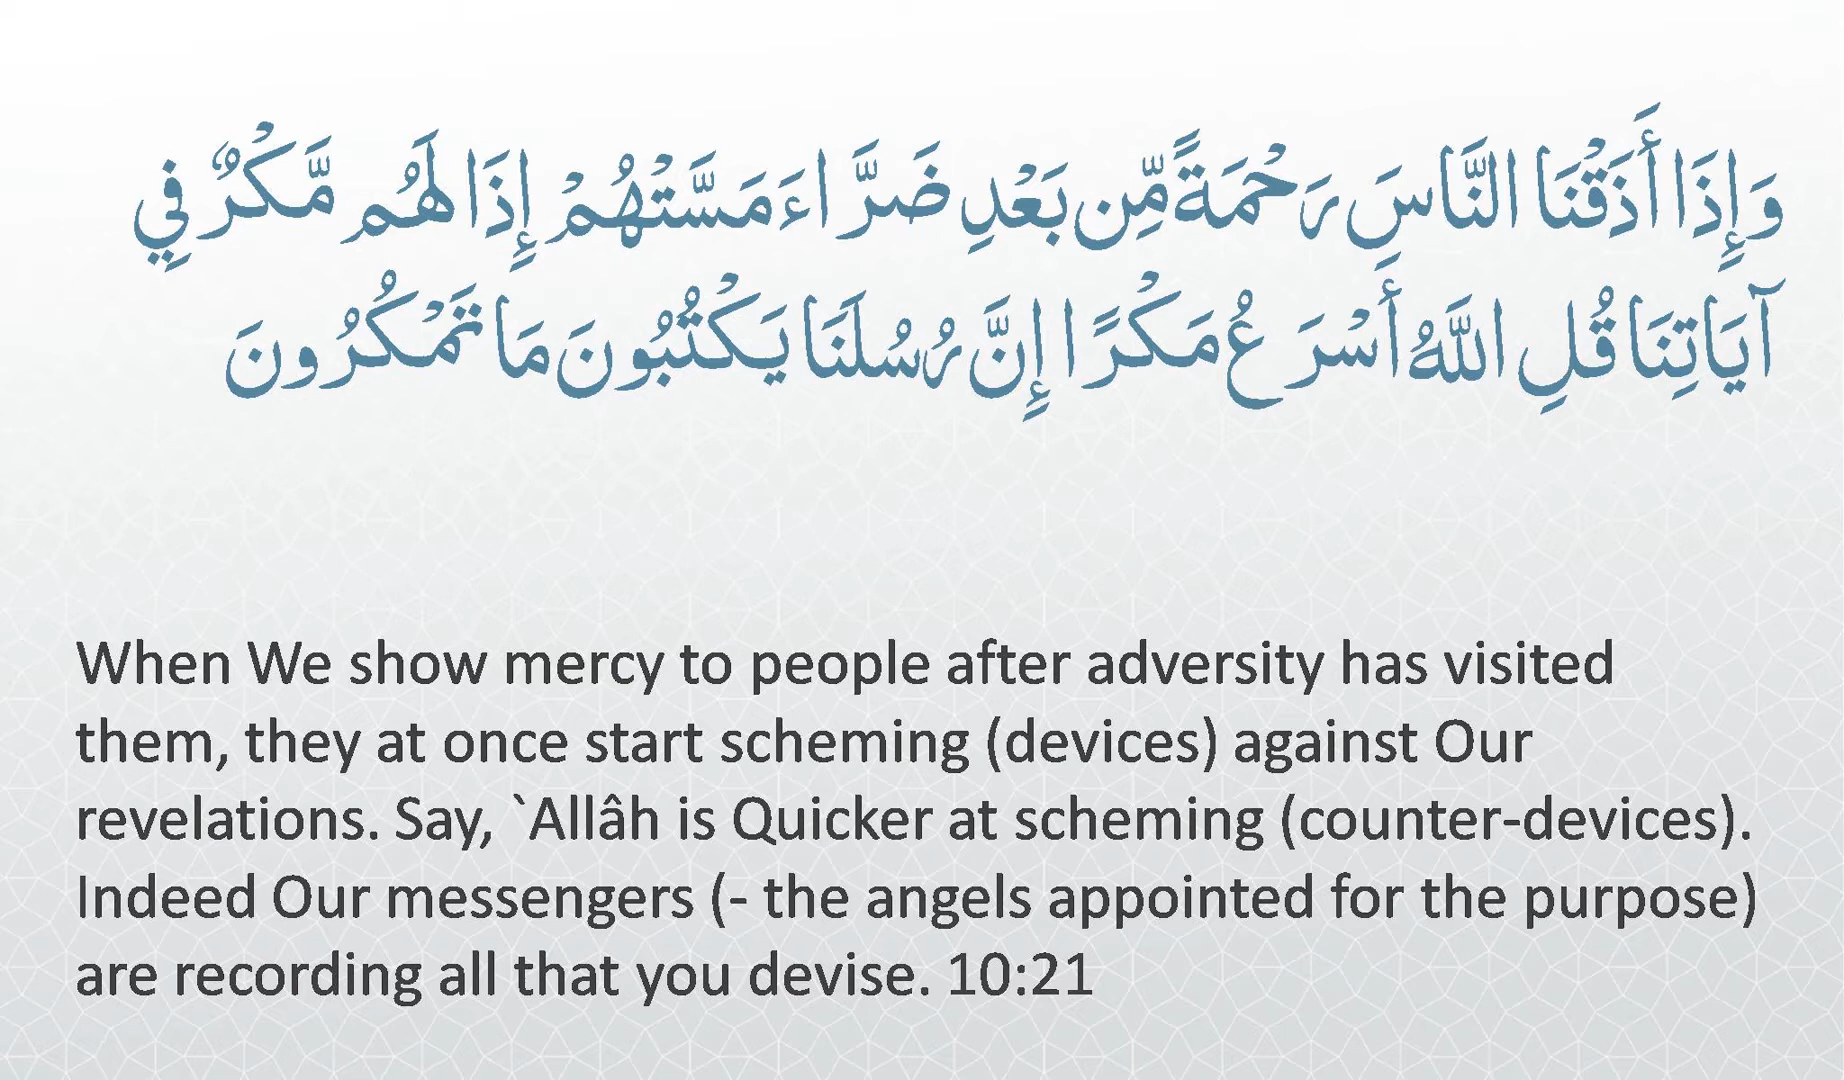 وَإِذَا أَذَقْنَا النَّاسَ رَحْمَةً مِّن بَعْدِ ضَرَّاءَ مَسَّتْهُمْ إِذَا لَهُم مَّكْرٌ فِي
آيَاتِنَا قُلِ اللَّهُ أَسْرَعُ مَكْرًا إِنَّ رُسُلَنَا يَكْتُبُونَ مَا تَمْكُرُونَ
When We show mercy to people after adversity has visited
them, they at once start scheming (devices) against Our
revelations. Say, `Allâh is Quicker at scheming (counter-devices).
Indeed Our messengers (- the angels appointed for the purpose)
are recording all that you devise. 10:21